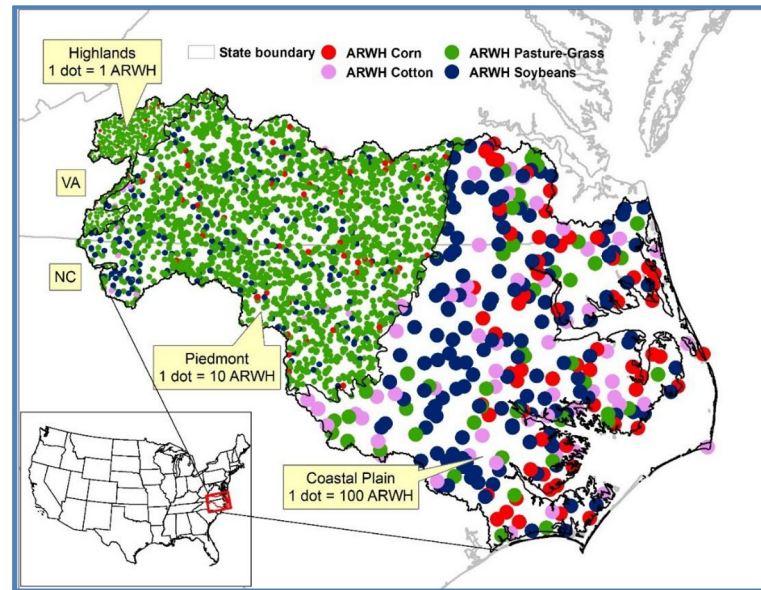 Highlands
1 dot = 1 ARWH
State boundary
ARWH Corn
ARWH Pasture-Grass
ARWH Cotton
ARWH Soybeans
VA
NC
Piedmont
1 dot = 10 ARWH
Coastal Plain
1 dot = 100 ARWH